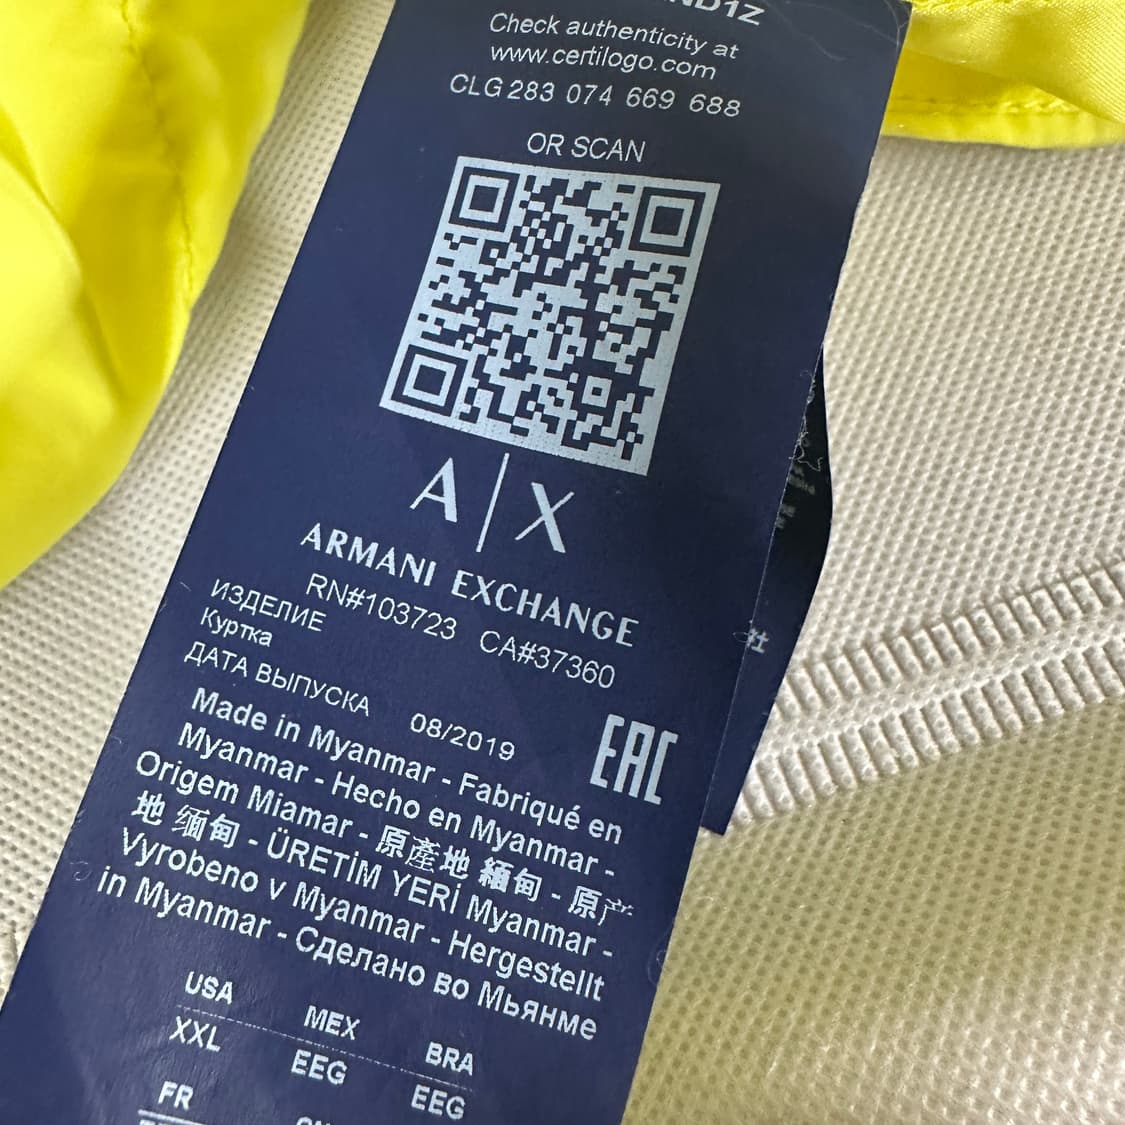 Check authenticity at
www.certilogo.com
CLG 283 074 669 688
OR SCAN
A|X
ARMANI EXCHANGE
RN#103723 CA#37360
ИЗДЕЛИЕ
Куртка
ДАТА ВЫПУСКА 08/2019
EAC
Made in Myanmar - Fabriqué en
Myanmar - Hecho en Myanmar -
Origem Miamar - 原產地 緬甸 - 原产
地 缅甸 - ÜRETİM YERİ Myanmar -
Vyrobeno v Myanmar - Hergestellt
in Myanmar - Сделано во Мьянме
USA MEX BRA
XXL EEG EEG
FR